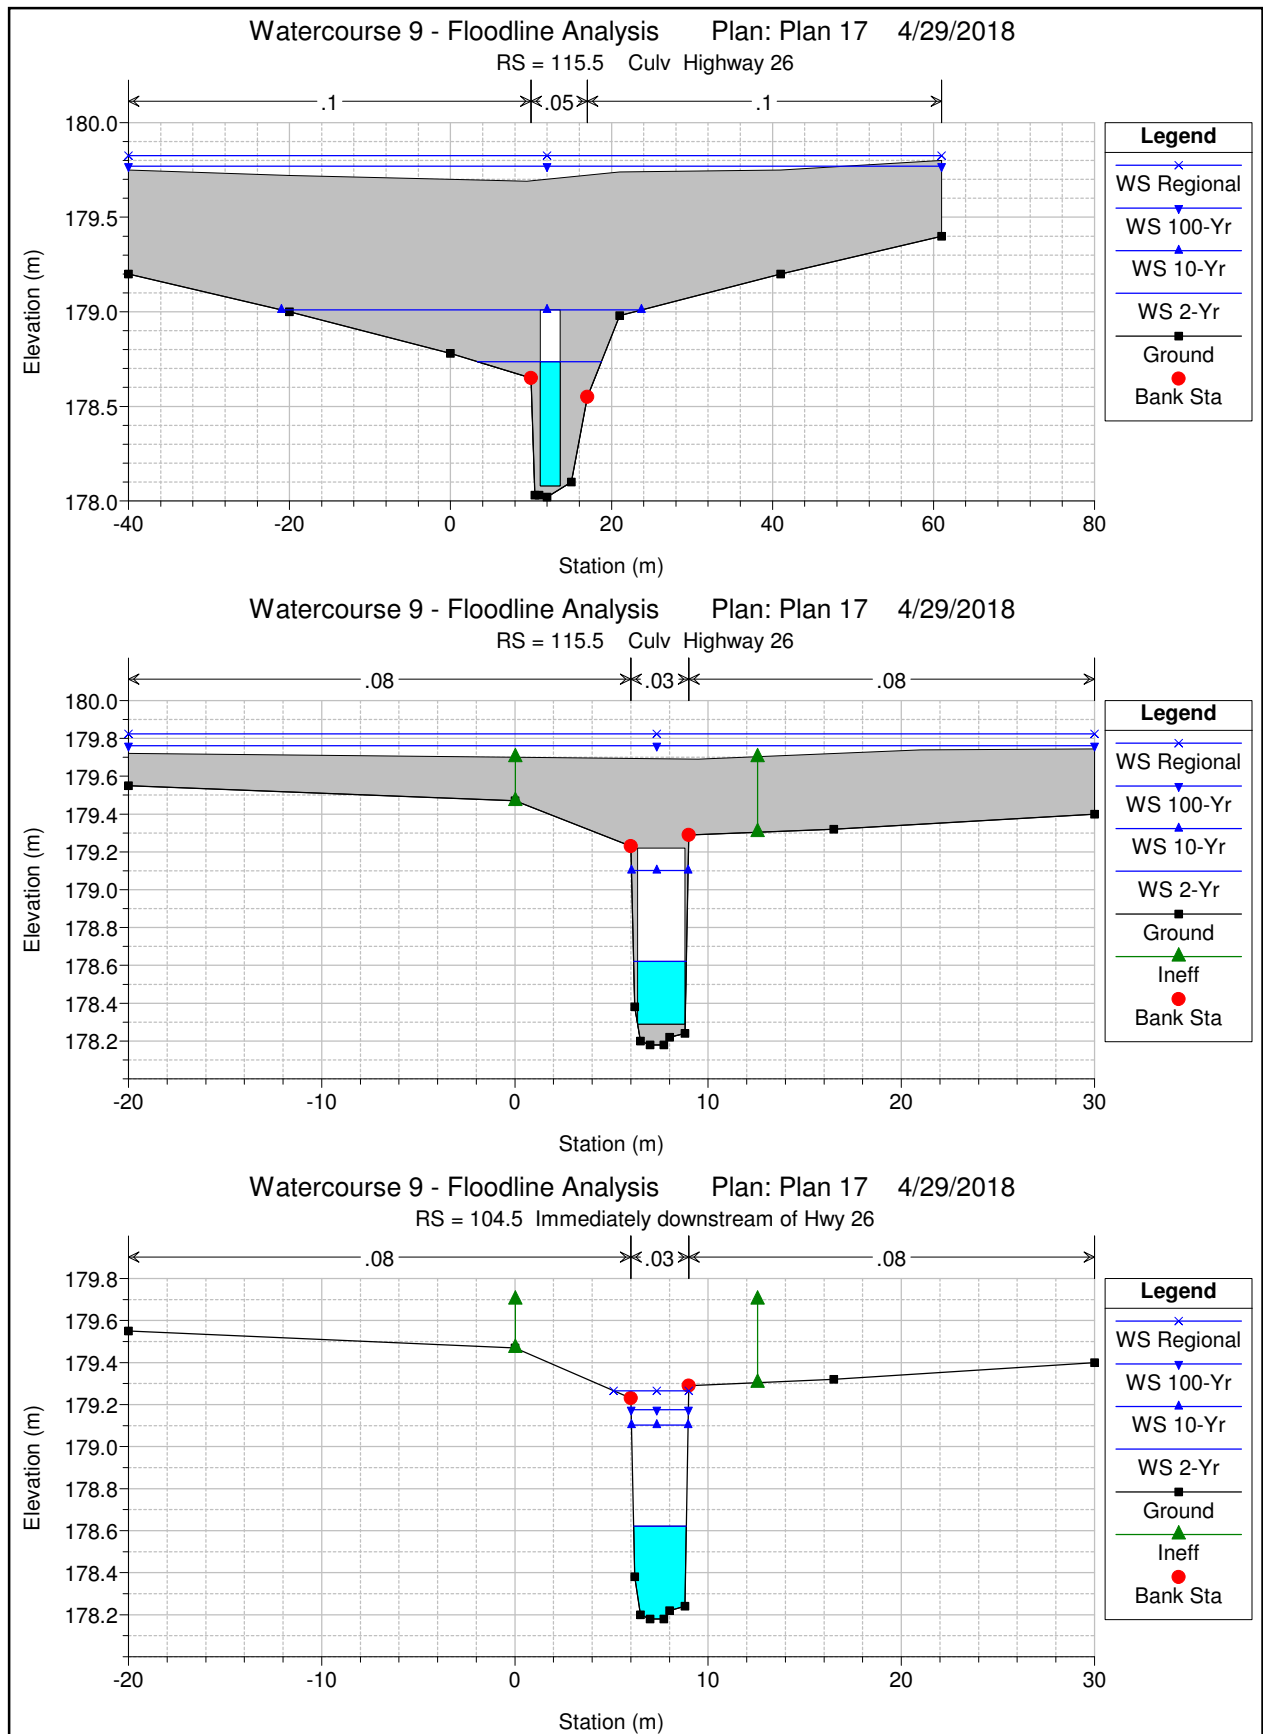 Watercourse 9 - Floodline Analysis Plan: Plan 17 4/29/2018
RS = 115.5 Culv Highway 26
.1 .05 .1
180.0
179.5
179.0
178.5
178.0
Elevation (m)
-40 -20 0 20 40 60 80
Station (m)
Legend
WS Regional
WS 100-Yr
WS 10-Yr
WS 2-Yr
Ground
Bank Sta
Watercourse 9 - Floodline Analysis Plan: Plan 17 4/29/2018
RS = 115.5 Culv Highway 26
.08 .03 .08
180.0
179.8
179.6
179.4
179.2
179.0
178.8
178.6
178.4
178.2
Elevation (m)
-20 -10 0 10 20 30
Station (m)
Legend
WS Regional
WS 100-Yr
WS 10-Yr
WS 2-Yr
Ground
Ineff
Bank Sta
Watercourse 9 - Floodline Analysis Plan: Plan 17 4/29/2018
RS = 104.5 Immediately downstream of Hwy 26
.08 .03 .08
179.8
179.6
179.4
179.2
179.0
178.8
178.6
178.4
178.2
Elevation (m)
-20 -10 0 10 20 30
Station (m)
Legend
WS Regional
WS 100-Yr
WS 10-Yr
WS 2-Yr
Ground
Ineff
Bank Sta